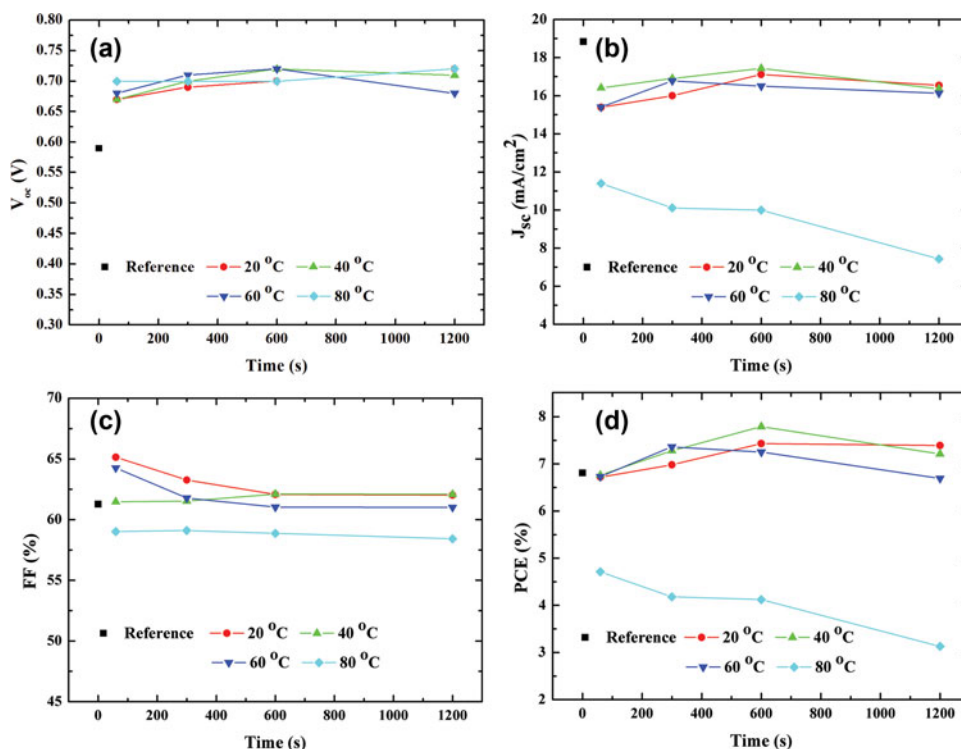 (a)
0.80
0.75
0.70
0.65
0.60
0.55
0.50
0.45
0.40
0.35
0.30
V_oc (V)
Reference 20 °C 40 °C
60 °C 80 °C
0 200 400 600 800 1000 1200
Time (s)
(b)
20
18
16
14
12
10
8
6
4
J_sc (mA/cm²)
Reference 20 °C 40 °C
60 °C 80 °C
0 200 400 600 800 1000 1200
Time (s)
(c)
70
65
60
55
50
45
FF (%)
Reference 20 °C 40 °C
60 °C 80 °C
0 200 400 600 800 1000 1200
Time (s)
(d)
8
7
6
5
4
3
2
PCE (%)
Reference 20 °C 40 °C
60 °C 80 °C
0 200 400 600 800 1000 1200
Time (s)